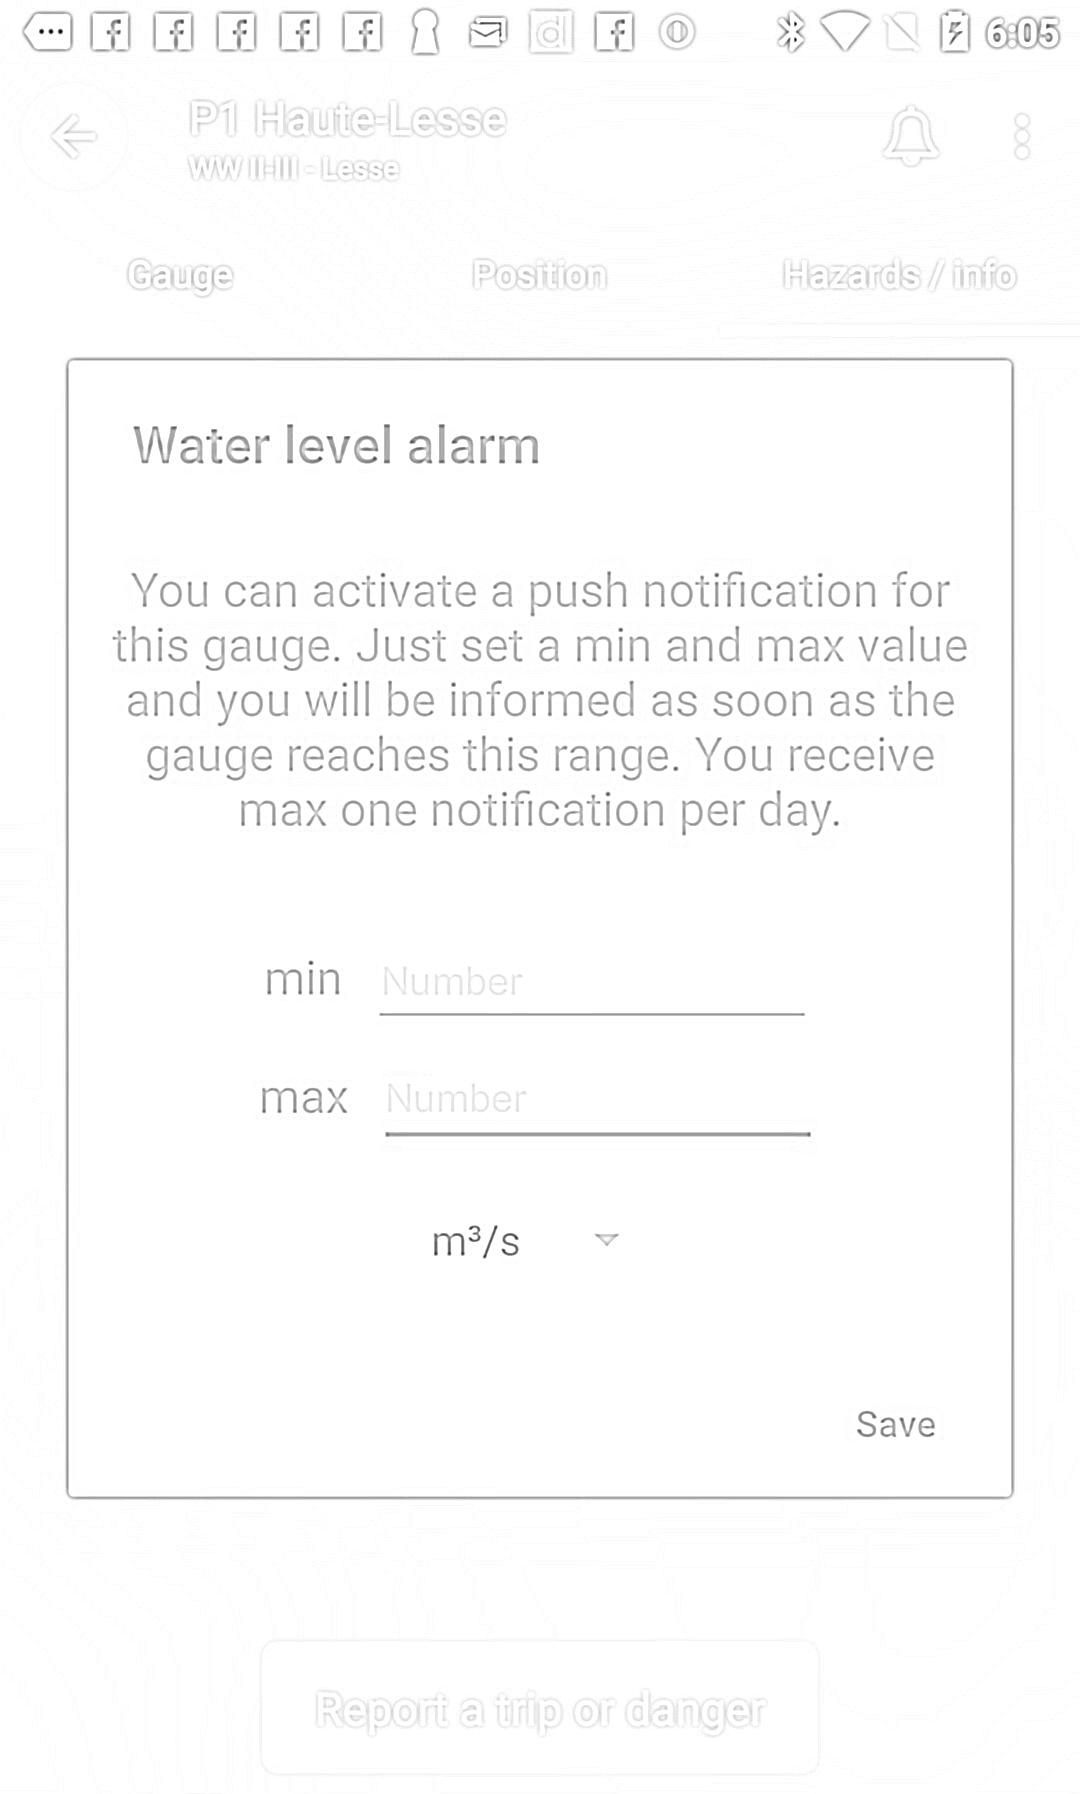 6:05
P1 Haute-Lesse
WW II-III - Lesse
Gauge Position Hazards / info
Water level alarm
You can activate a push notification for
this gauge. Just set a min and max value
and you will be informed as soon as the
gauge reaches this range. You receive
max one notification per day.
min Number
max Number
m³/s
Save
Report a trip or danger